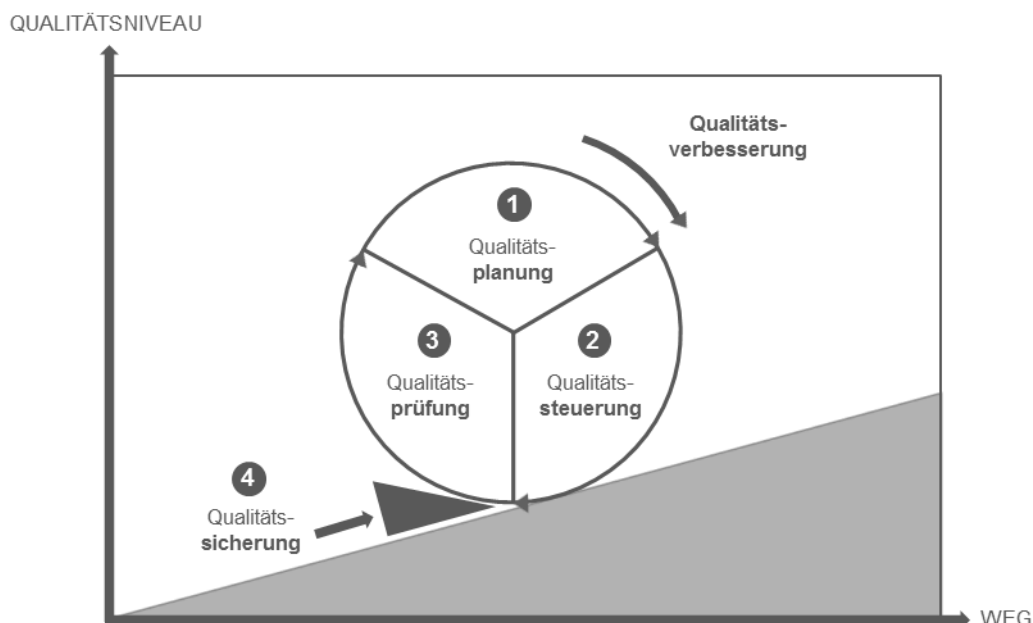 QUALITÄTSNIVEAU
Qualitäts-
verbesserung
1
Qualitäts-
planung
3
Qualitäts-
prüfung
2
Qualitäts-
steuerung
4
Qualitäts-
sicherung
WEG